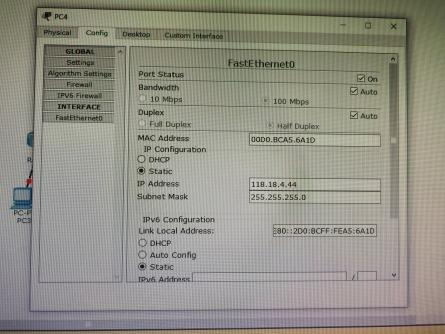 PC4
Physical Config Desktop Custom Interface
GLOBAL
Settings
Algorithm Settings
Firewall
IPV6 Firewall
INTERFACE
FastEthernet0
FastEthernet0
Port Status On
Bandwidth Auto
10 Mbps 100 Mbps
Duplex Auto
Full Duplex Half Duplex
MAC Address 00D0.BCA5.6A1D
IP Configuration
DHCP
Static
IP Address 118.18.4.44
Subnet Mask 255.255.255.0
IPv6 Configuration
Link Local Address: E80::2D0:BCFF:FEA5:6A1D
DHCP
Auto Config
Static
IPv6 Address /
PC-P
PC3